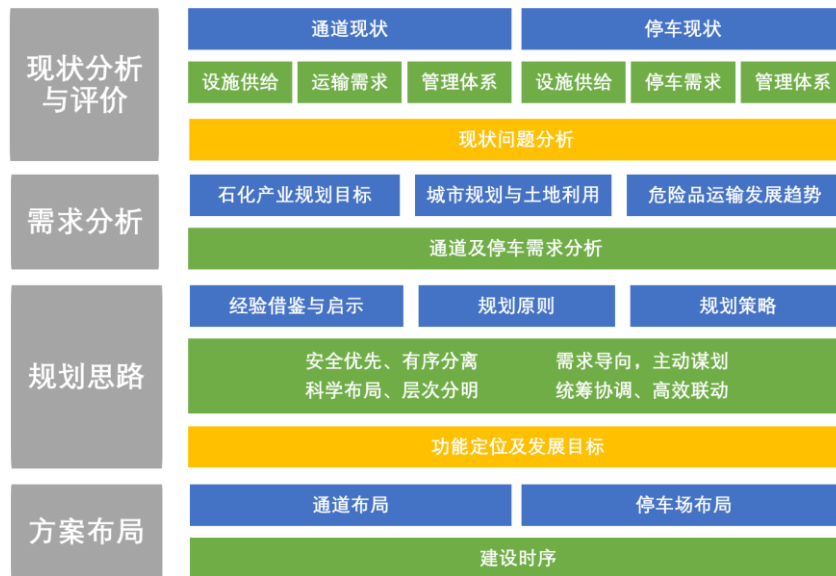 现状分析
与评价
通道现状
停车现状
设施供给
运输需求
管理体系
设施供给
停车需求
管理体系
现状问题分析
需求分析
石化产业规划目标
城市规划与土地利用
危险品运输发展趋势
通道及停车需求分析
规划思路
经验借鉴与启示
规划原则
规划策略
安全优先、有序分离
需求导向，主动谋划
科学布局、层次分明
统筹协调、高效联动
功能定位及发展目标
方案布局
通道布局
停车场布局
建设时序